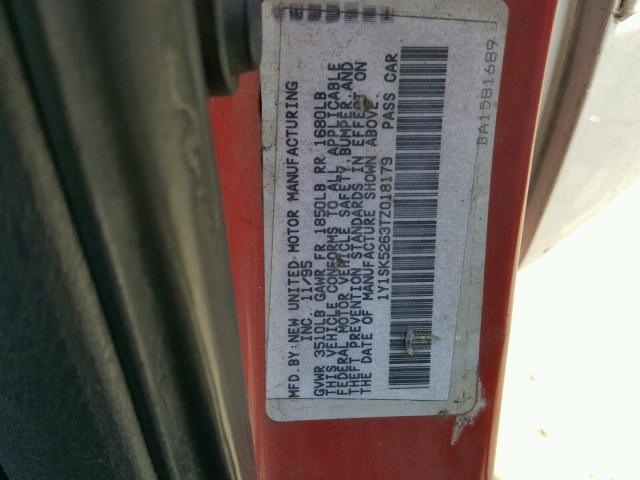 MFD.BY:NEW UNITED MOTOR MANUFACTURING
INC. 11/95
GVWR 3510LB GAWR FR 1850LB RR 1680LB
THIS VEHICLE CONFORMS TO ALL APPLICABLE
FEDERAL MOTOR VEHICLE SAFETY, BUMPER,AND
THEFT PREVENTION STANDARDS IN EFFECT ON
THE DATE OF MANUFACTURE SHOWN ABOVE.
1Y1SK5263TZ018179 PASS CAR
BA1581689